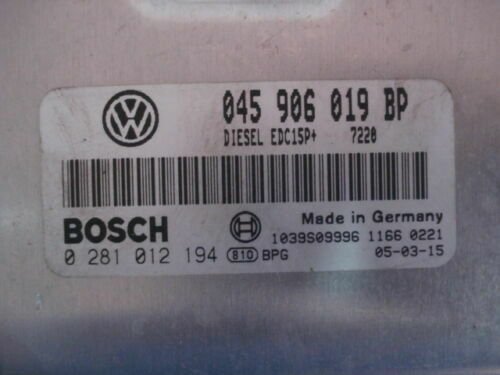 045 906 019 BP
DIESEL EDC15P+ 7220
BOSCH
Made in Germany
1039S09996 1166 0221
0 281 012 194 810 BPG 05-03-15